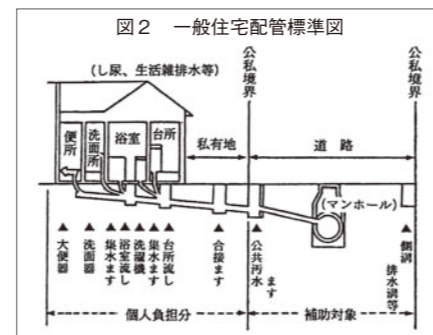 図2 一般住宅配管標準図
(し尿、生活雑排水等)
公私境界
公私境界
便所
洗面所
浴室
台所
私有地
道路
(マンホール)
▲大便器
▲洗面器
▲集水ます
▲浴室流し
▲洗濯機
▲集水ます
▲台所流し
▲合接ます
▲公共汚水ます
▲側溝
排水溝等
個人負担分
補助対象